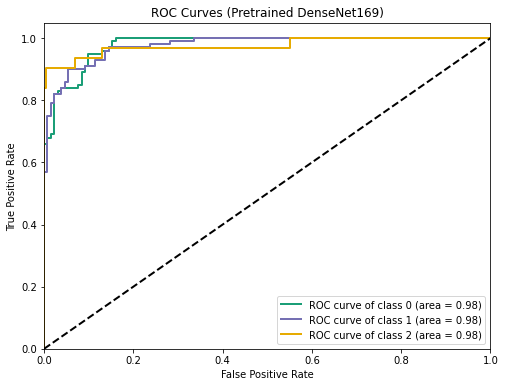 ROC Curves (Pretrained DenseNet169)
True Positive Rate
1.0
0.8
0.6
0.4
0.2
0.0
ROC curve of class 0 (area = 0.98)
ROC curve of class 1 (area = 0.98)
ROC curve of class 2 (area = 0.98)
0.0 0.2 0.4 0.6 0.8 1.0
False Positive Rate